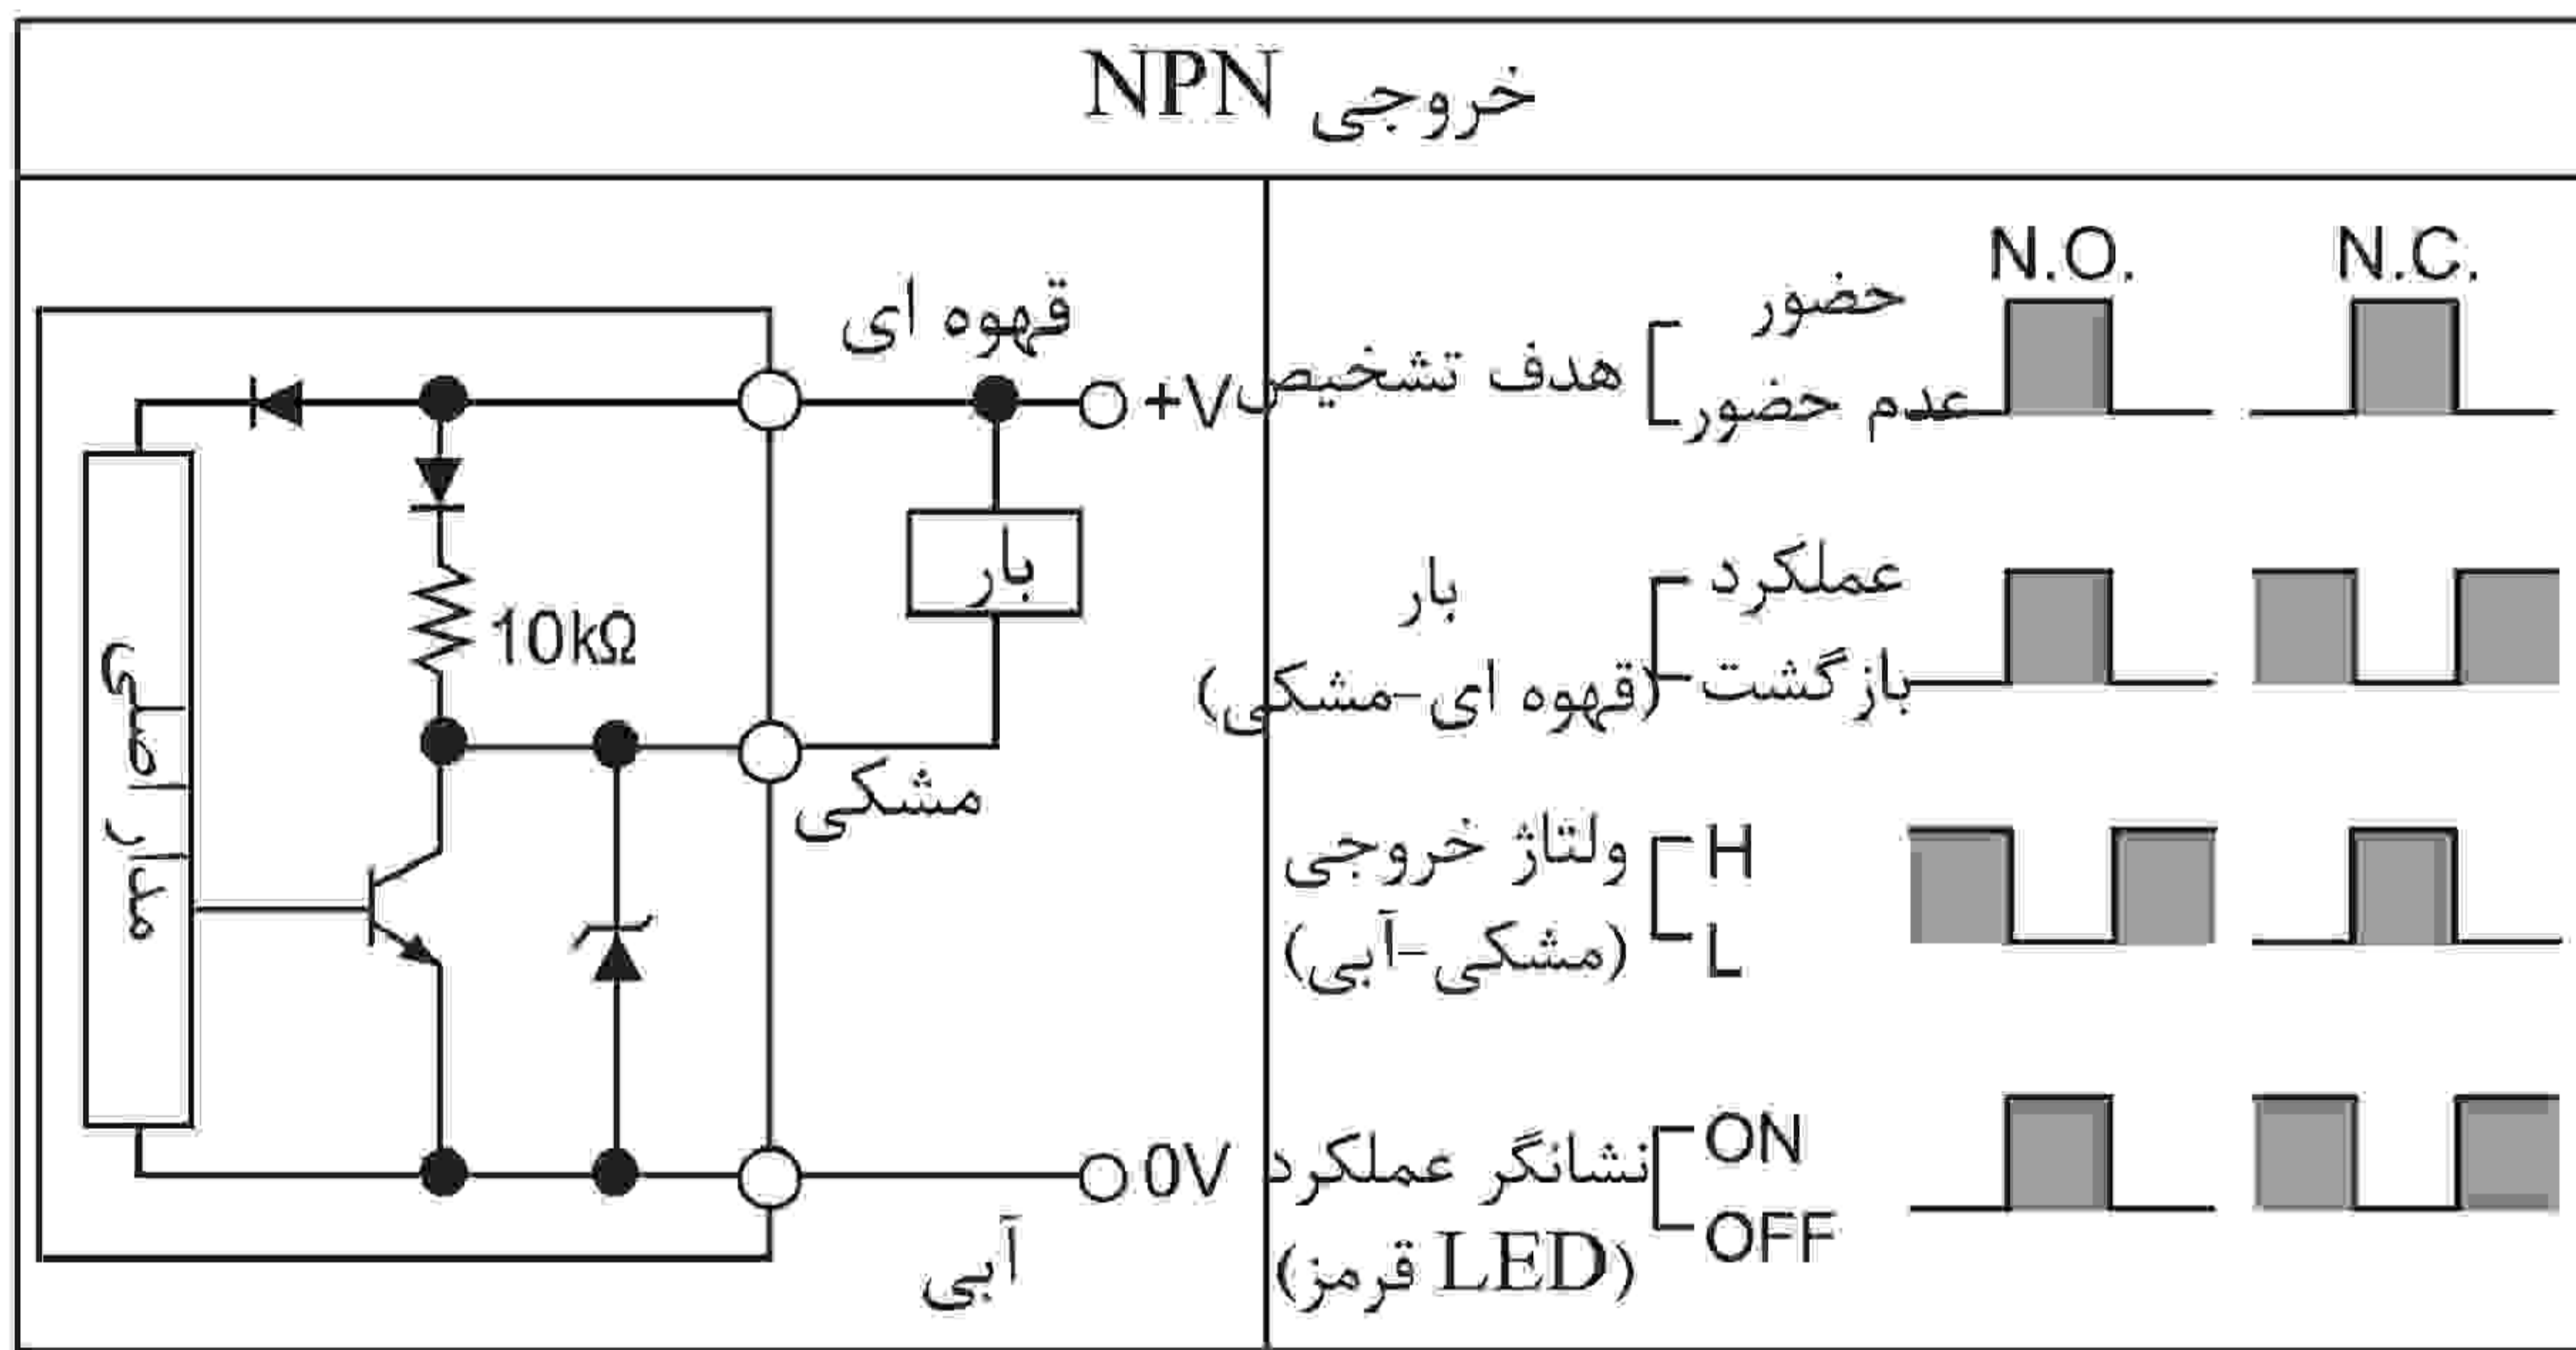 خروجی NPN
قهوه ای
+V
بار
10kΩ
مدار اصلی
مشکی
0V
آبی
N.O.
N.C.
هدف تشخیص
حضور
عدم حضور
بار
(قهوه ای-مشکی)
عملکرد
بازگشت
ولتاژ خروجی
(مشکی-آبی)
H
L
نشانگر عملکرد
(LED قرمز)
ON
OFF